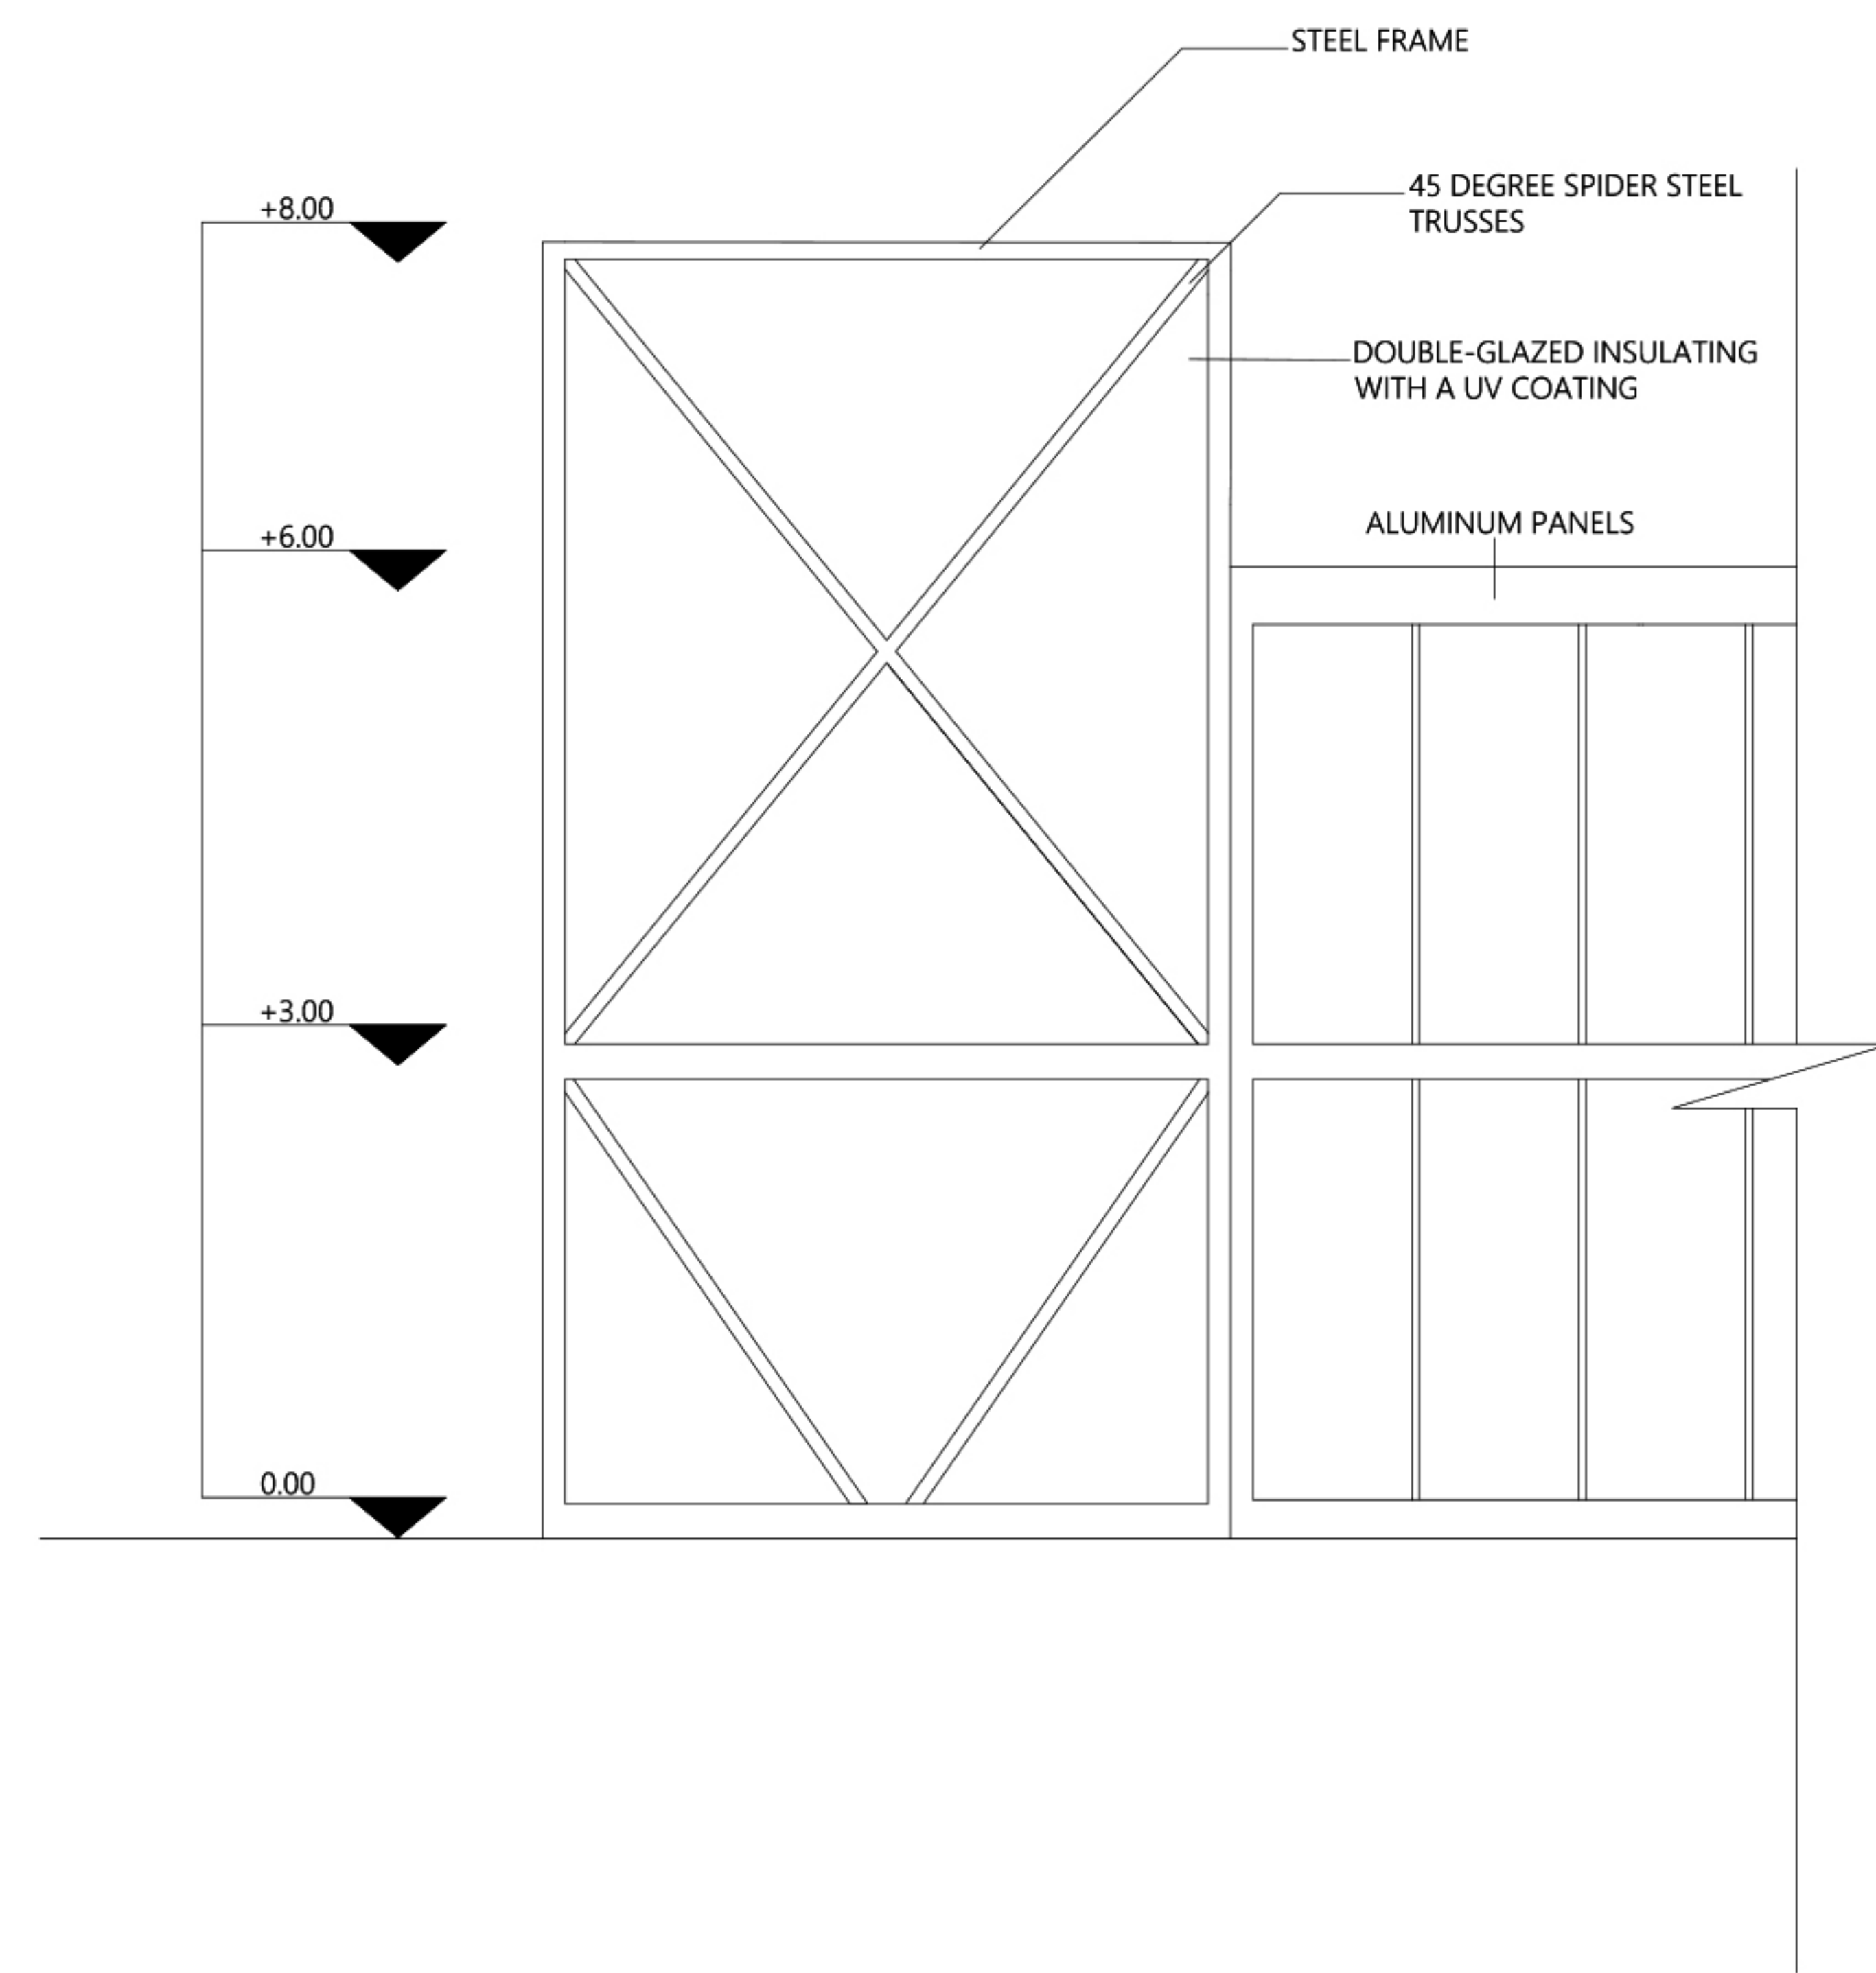 STEEL FRAME
45 DEGREE SPIDER STEEL
TRUSSES
+8.00
DOUBLE-GLAZED INSULATING
WITH A UV COATING
ALUMINUM PANELS
+6.00
+3.00
0.00